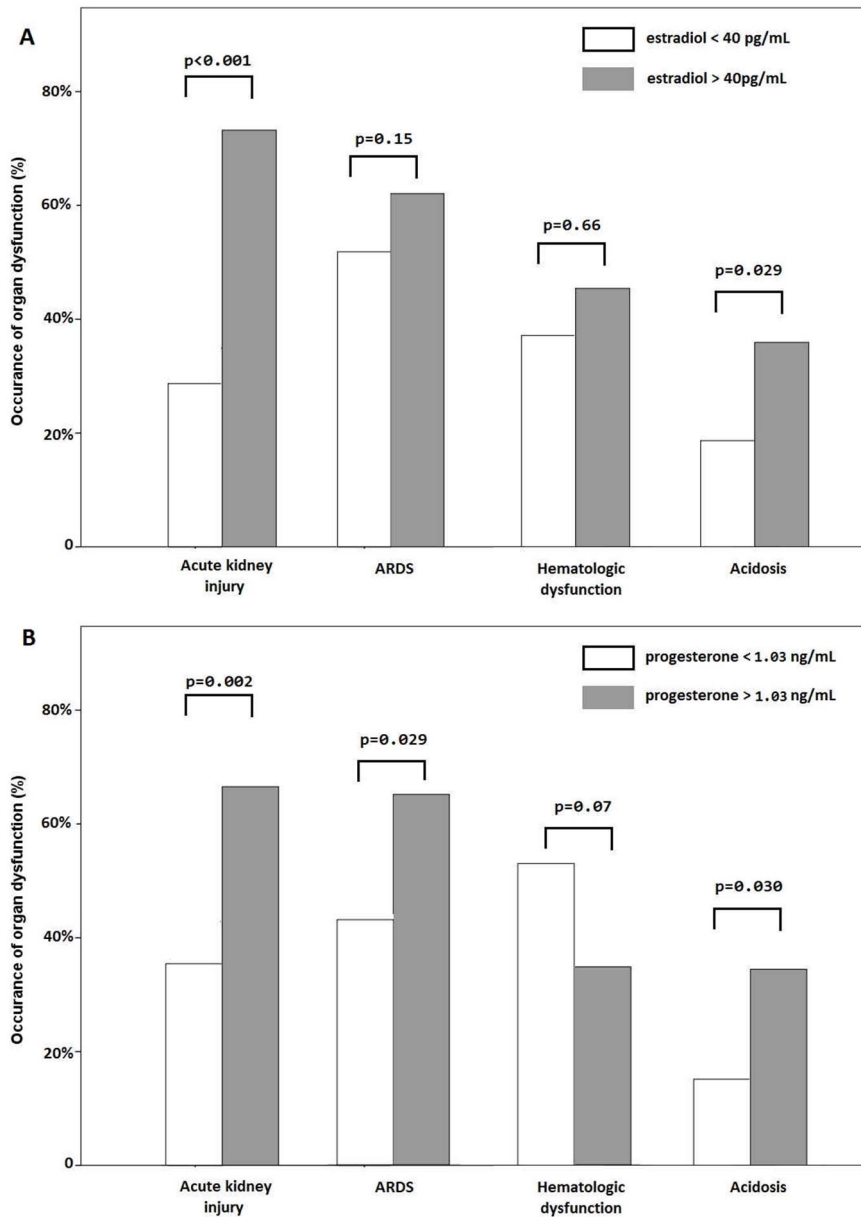 A
estradiol < 40 pg/mL
estradiol > 40pg/mL
p<0.001
p=0.15
p=0.66
p=0.029
Occurance of organ dysfunction (%)
80%
60%
40%
20%
0
Acute kidney
injury
ARDS
Hematologic
dysfunction
Acidosis
B
progesterone < 1.03 ng/mL
progesterone > 1.03 ng/mL
p=0.002
p=0.029
p=0.07
p=0.030
Occurance of organ dysfunction (%)
80%
60%
40%
20%
0
Acute kidney
injury
ARDS
Hematologic
dysfunction
Acidosis